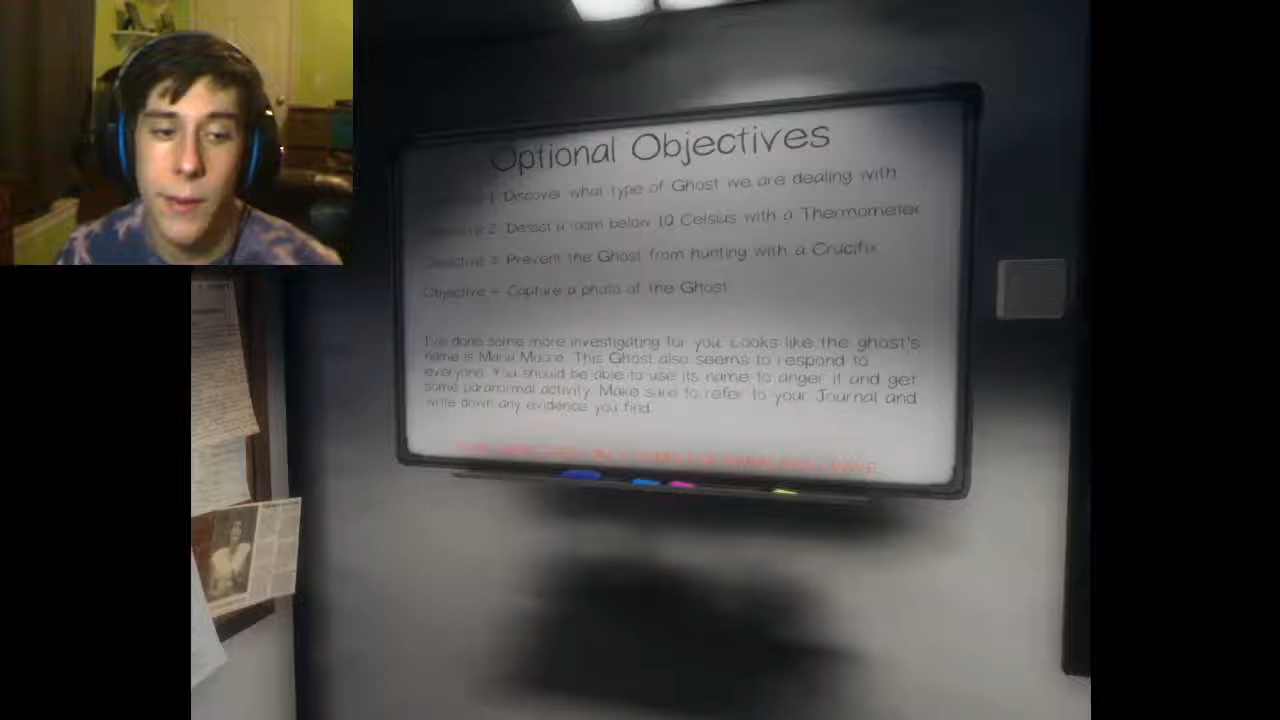 Optional Objectives
1. Discover what type of Ghost we are dealing with
2. Detect a room below 10 Celsius with a Thermometer
Objective 3: Prevent the Ghost from hunting with a Crucifix
Objective 4: Capture a photo of the Ghost
I've done some more investigating for you. Looks like the ghost's
name is Maria Moore. This Ghost also seems to respond to
everyone. You should be able to use its name to anger it and get
some paranormal activity. Make sure to refer to your Journal and
write down any evidence you find.